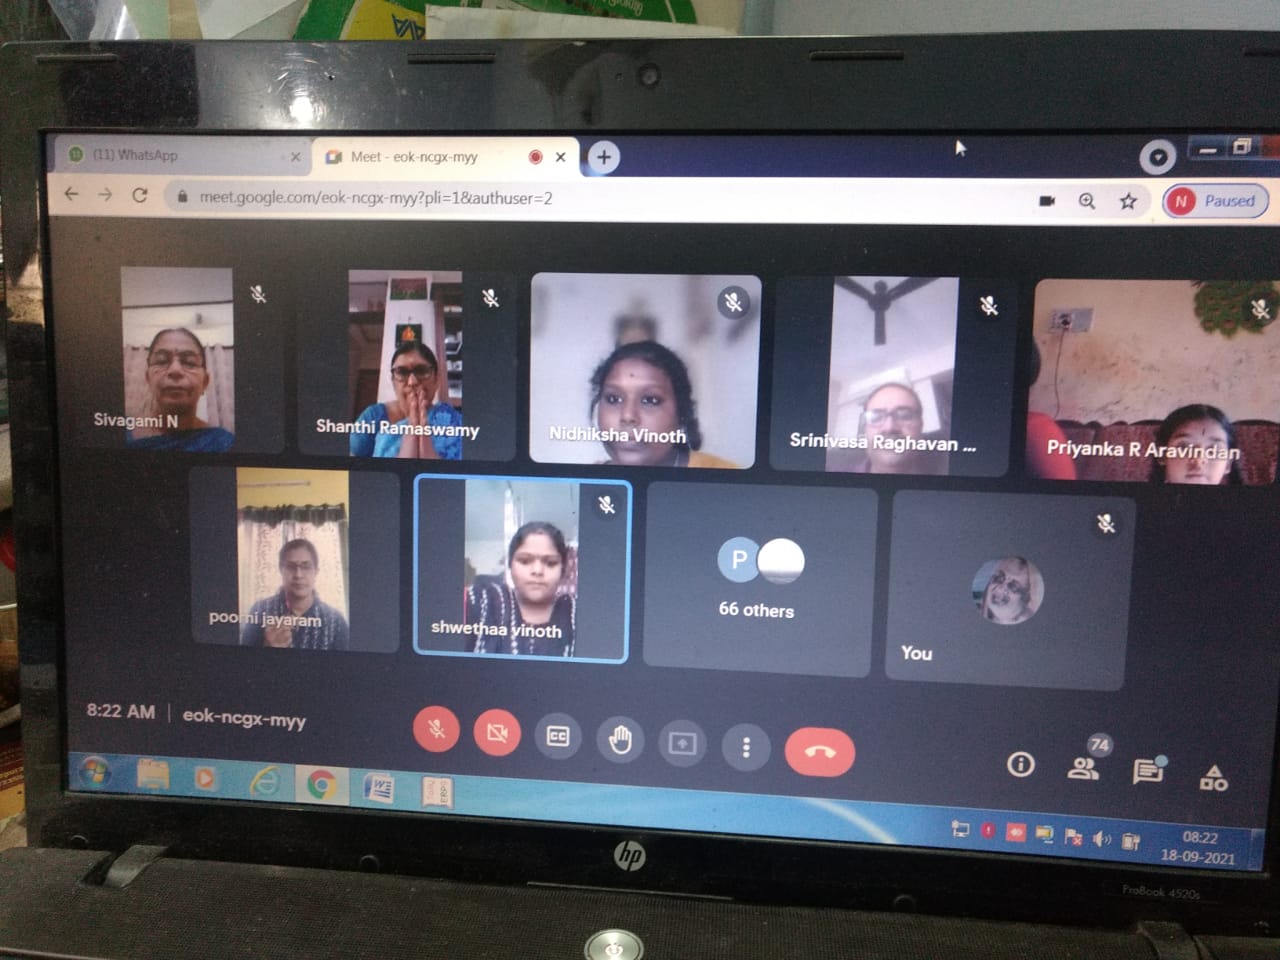 (11) WhatsApp
Meet - eok-ncgx-myy
meet.google.com/eok-ncgx-myy?pli=1&authuser=2
N Paused
Sivagami N
Shanthi Ramaswamy
Nidhiksha Vinoth
Srinivasa Raghavan ...
Priyanka R Aravindan
poorni jayaram
shwethaa vinoth
P
66 others
You
8:22 AM | eok-ncgx-myy
CC
74
08:22
18-09-2021
hp
ProBook 4520s